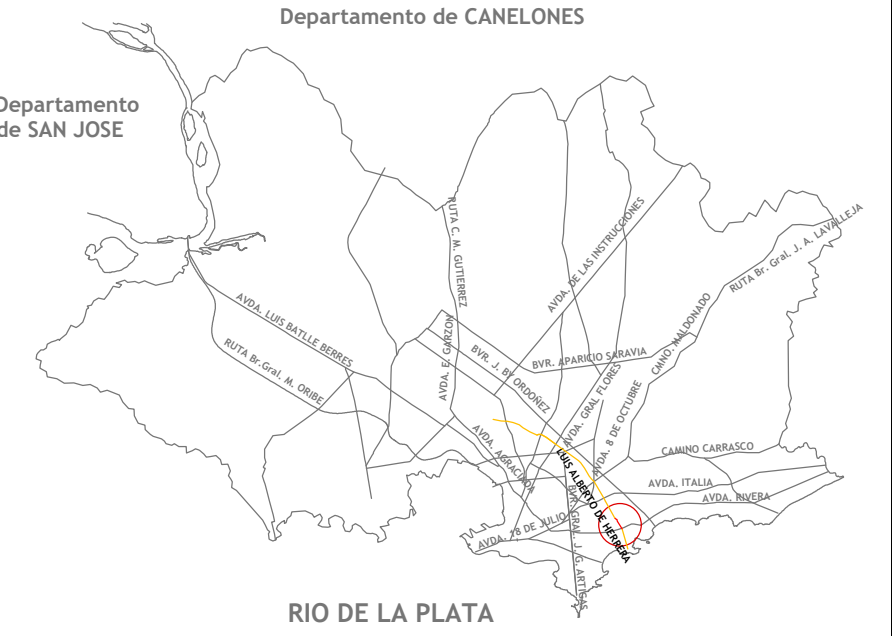 Departamento de CANELONES
Departamento
de SAN JOSE
RUTA C. M. GUTIERREZ
AVDA. DE LAS INSTRUCCIONES
RUTA Br. Gral. J. A. LAVALLEJA
AVDA. LUIS BATLLE BERRES
RUTA Br.Gral. M. ORIBE
AVDA. E. GARZON
BVR. J. BY ORDOÑEZ
BVR. APARICIO SARAVIA
CMNO. MALDONADO
AVDA. GRAL FLORES
AVDA. 8 DE OCTUBRE
AVDA. AGRACIADA
CAMINO CARRASCO
LUIS ALBERTO DE HERRERA
AVDA. ITALIA
AVDA. RIVERA
AVDA. 18 DE JULIO
BVR. GRAL. J. G. ARTIGAS
RIO DE LA PLATA